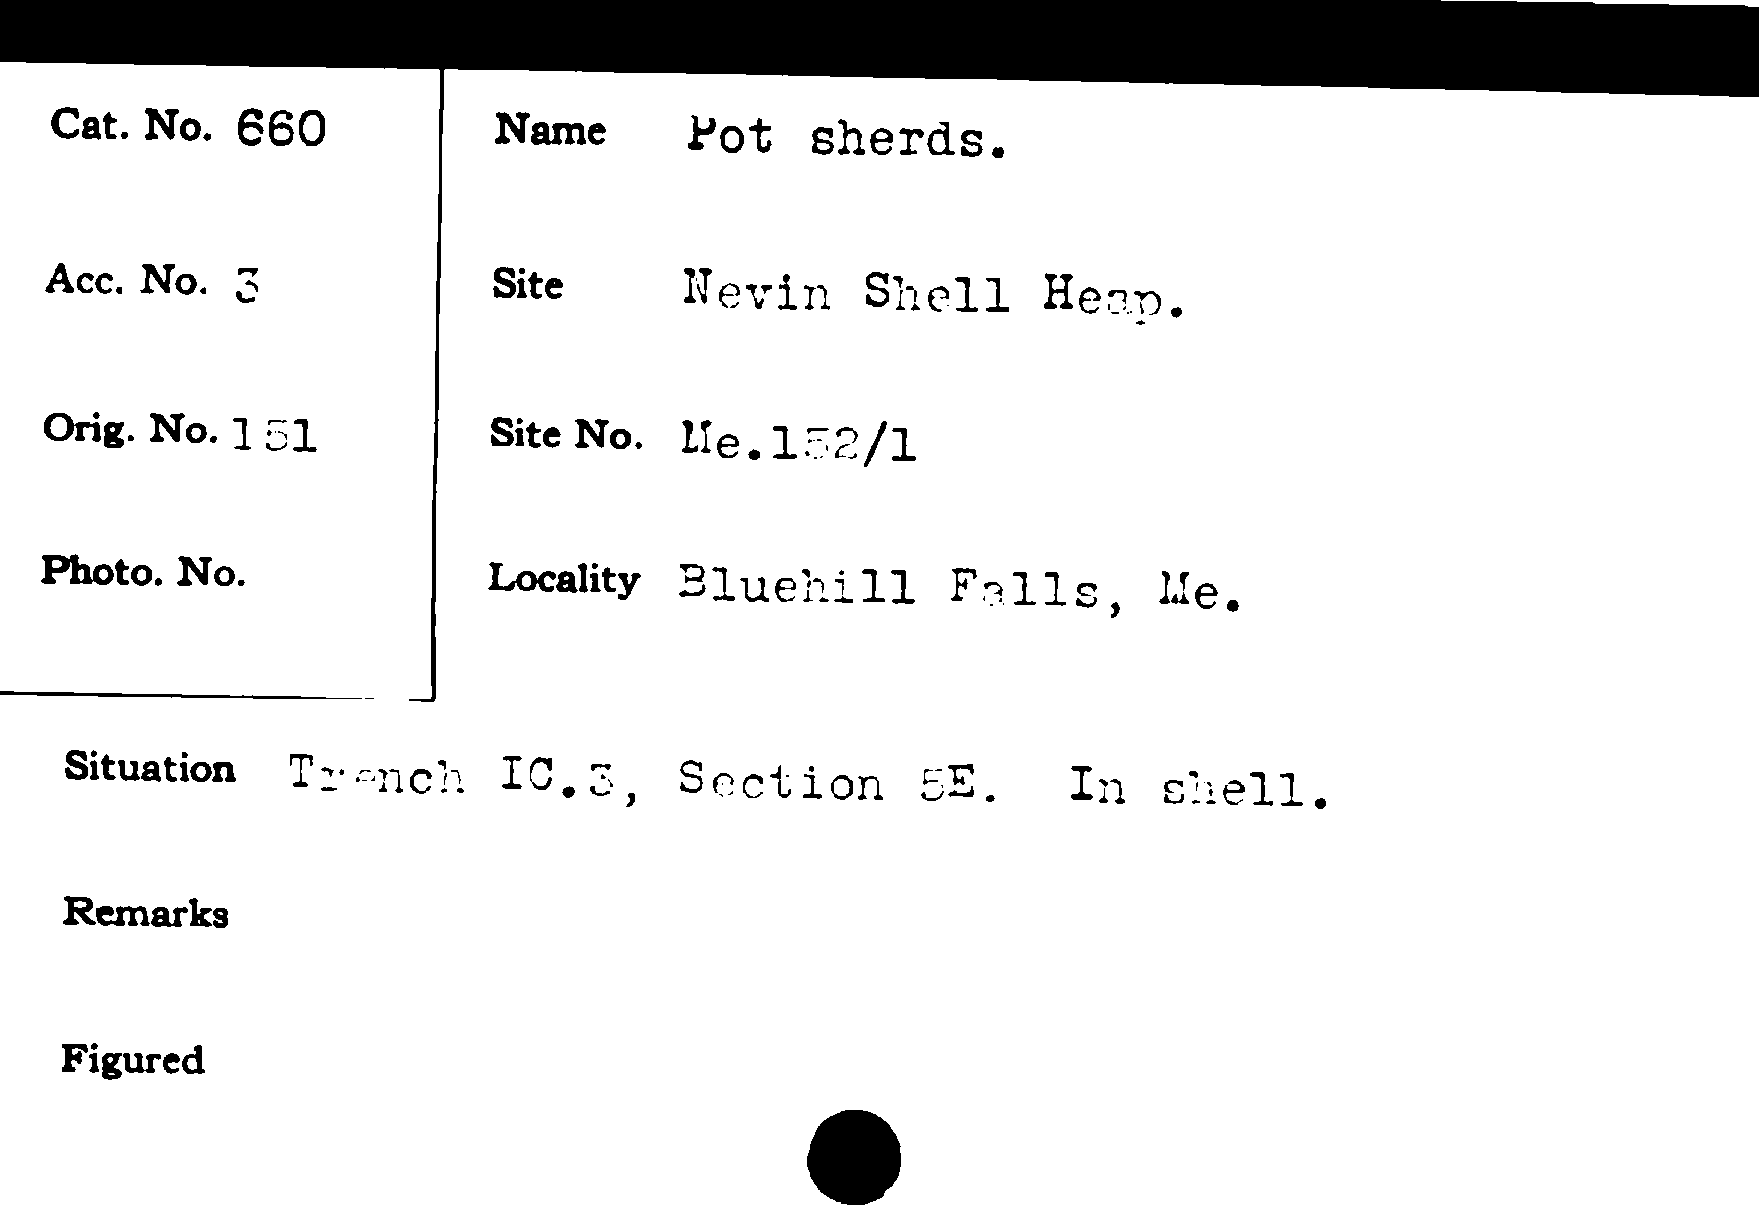 Cat. No. 660
Name Pot sherds.
Acc. No. 3
Site Nevin Shell Heap.
Orig. No. 151
Site No. Me.152/1
Photo. No.
Locality Bluehill Falls, Me.
Situation Trench IC.3, Section 5E. In shell.
Remarks
Figured